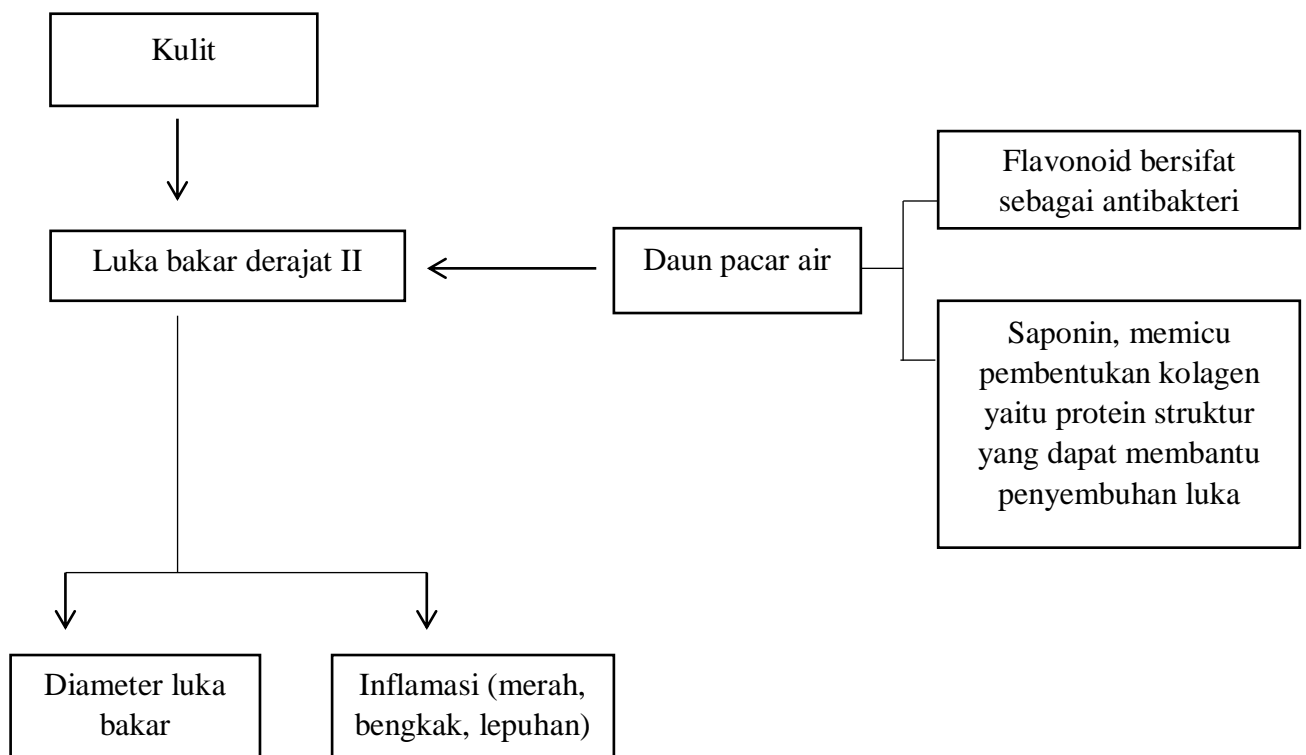 Kulit
Luka bakar derajat II
Daun pacar air
Flavonoid bersifat
sebagai antibakteri
Saponin, memicu
pembentukan kolagen
yaitu protein struktur
yang dapat membantu
penyembuhan luka
Diameter luka
bakar
Inflamasi (merah,
bengkak, lepuhan)